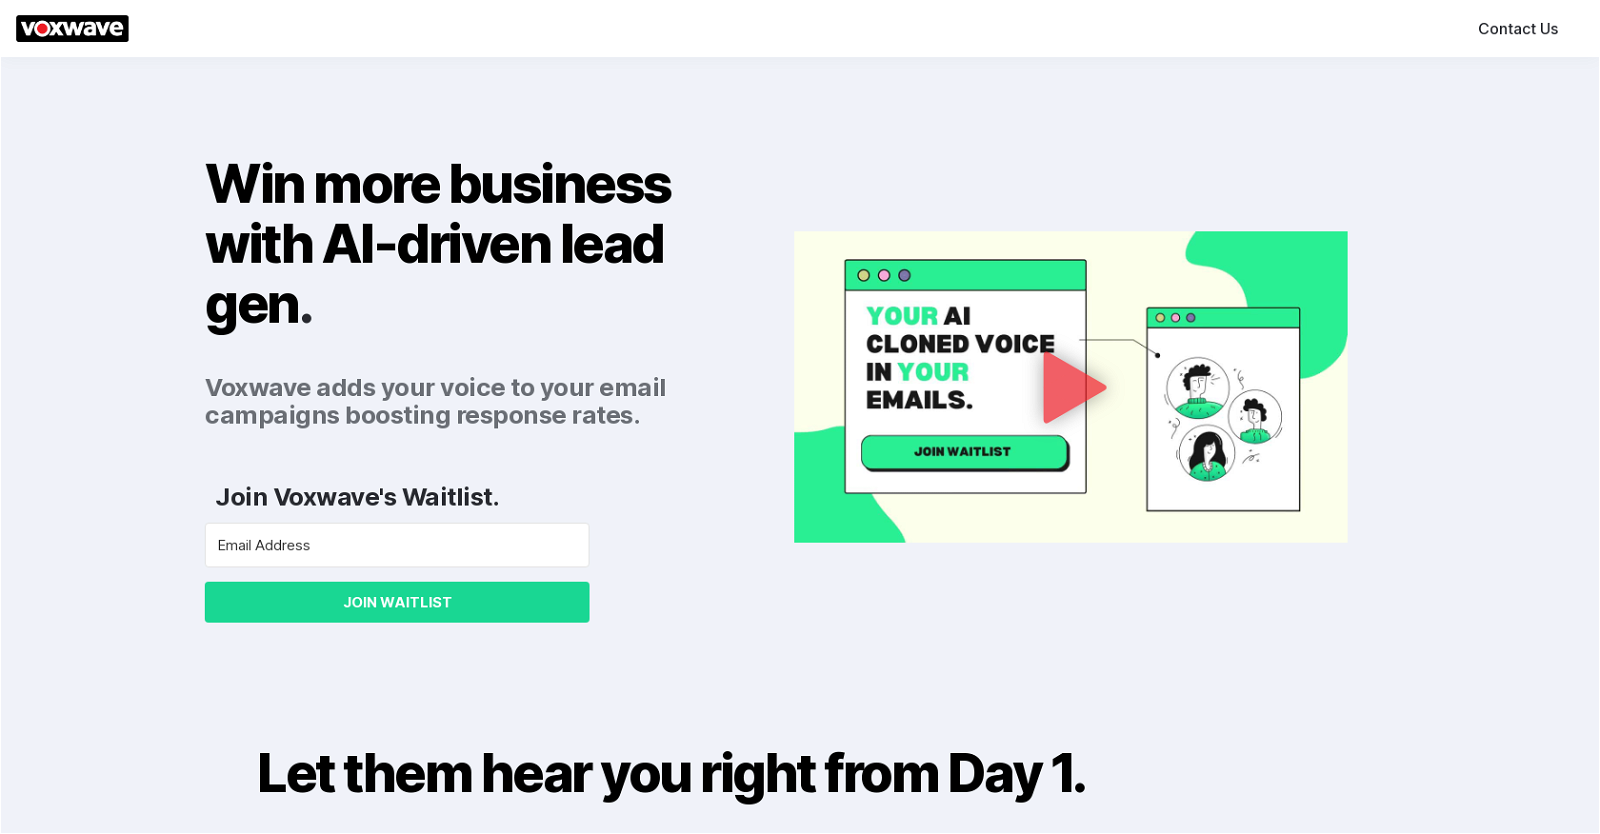 voxwave
Contact Us
Win more business
with AI-driven lead
gen.
Voxwave adds your voice to your email
campaigns boosting response rates.
Join Voxwave's Waitlist.
Email Address
JOIN WAITLIST
YOUR AI
CLONED VOICE
IN YOUR
EMAILS.
JOIN WAITLIST
Let them hear you right from Day 1.